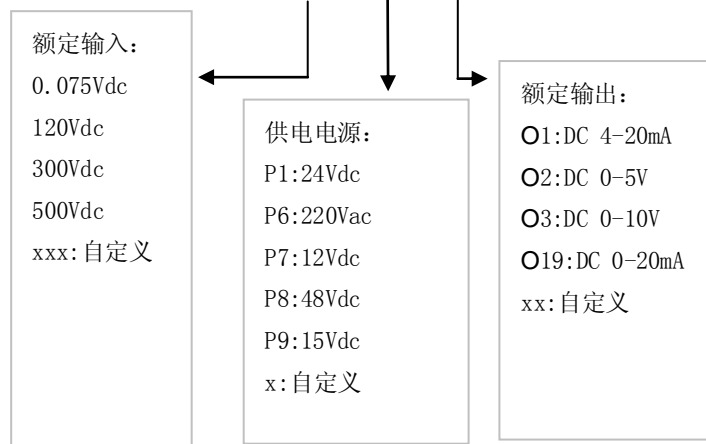 额定输入：
0.075Vdc
120Vdc
300Vdc
500Vdc
xxx:自定义
供电电源：
P1:24Vdc
P6:220Vac
P7:12Vdc
P8:48Vdc
P9:15Vdc
x:自定义
额定输出：
O1:DC 4-20mA
O2:DC 0-5V
O3:DC 0-10V
O19:DC 0-20mA
xx:自定义